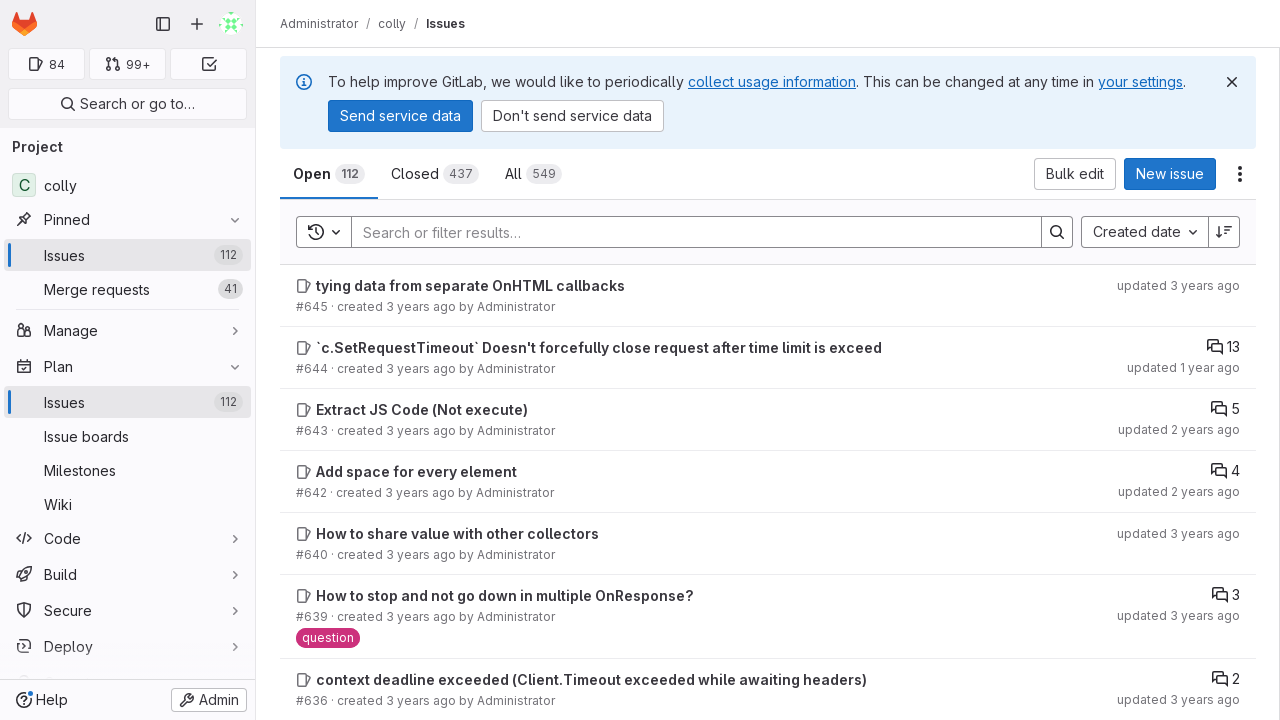 Administrator / colly / Issues
84
99+
Search or go to…
Project
C colly
Pinned
Issues 112
Merge requests 41
Manage
Plan
Issues 112
Issue boards
Milestones
Wiki
Code
Build
Secure
Deploy
Help
Admin
To help improve GitLab, we would like to periodically collect usage information. This can be changed at any time in your settings.
Send service data
Don't send service data
Open 112
Closed 437
All 549
Bulk edit
New issue
Search or filter results…
Created date
tying data from separate OnHTML callbacks
#645 · created 3 years ago by Administrator
updated 3 years ago
`c.SetRequestTimeout` Doesn't forcefully close request after time limit is exceed
13
#644 · created 3 years ago by Administrator
updated 1 year ago
Extract JS Code (Not execute)
5
#643 · created 3 years ago by Administrator
updated 2 years ago
Add space for every element
4
#642 · created 3 years ago by Administrator
updated 2 years ago
How to share value with other collectors
#640 · created 3 years ago by Administrator
updated 3 years ago
How to stop and not go down in multiple OnResponse?
3
#639 · created 3 years ago by Administrator
updated 3 years ago
question
context deadline exceeded (Client.Timeout exceeded while awaiting headers)
2
#636 · created 3 years ago by Administrator
updated 3 years ago